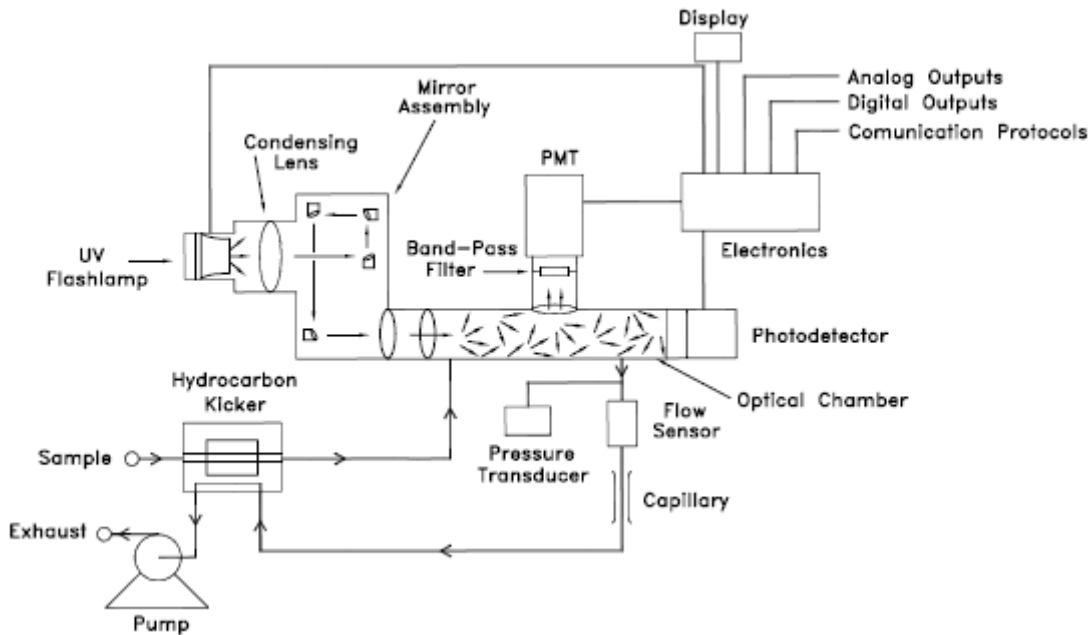 Display
Analog Outputs
Digital Outputs
Comunication Protocols
Mirror
Assembly
Condensing
Lens
PMT
Electronics
Band-Pass
Filter
UV
Flashlamp
Photodetector
Hydrocarbon
Kicker
Optical Chamber
Flow
Sensor
Sample
Pressure
Transducer
Capillary
Exhaust
Pump